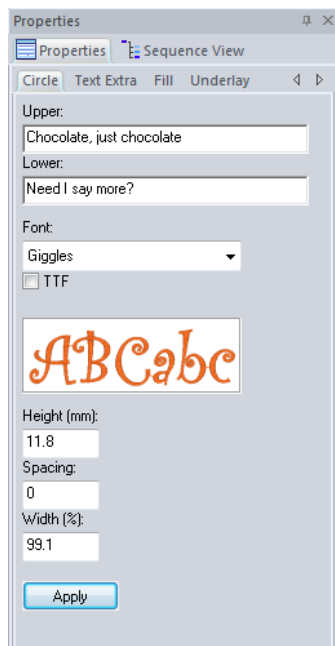 Properties
Properties Sequence View
Circle Text Extra Fill Underlay
Upper:
Chocolate, just chocolate
Lower:
Need I say more?
Font:
Giggles
TTF
ABCabc
Height (mm):
11.8
Spacing:
0
Width (%):
99.1
Apply